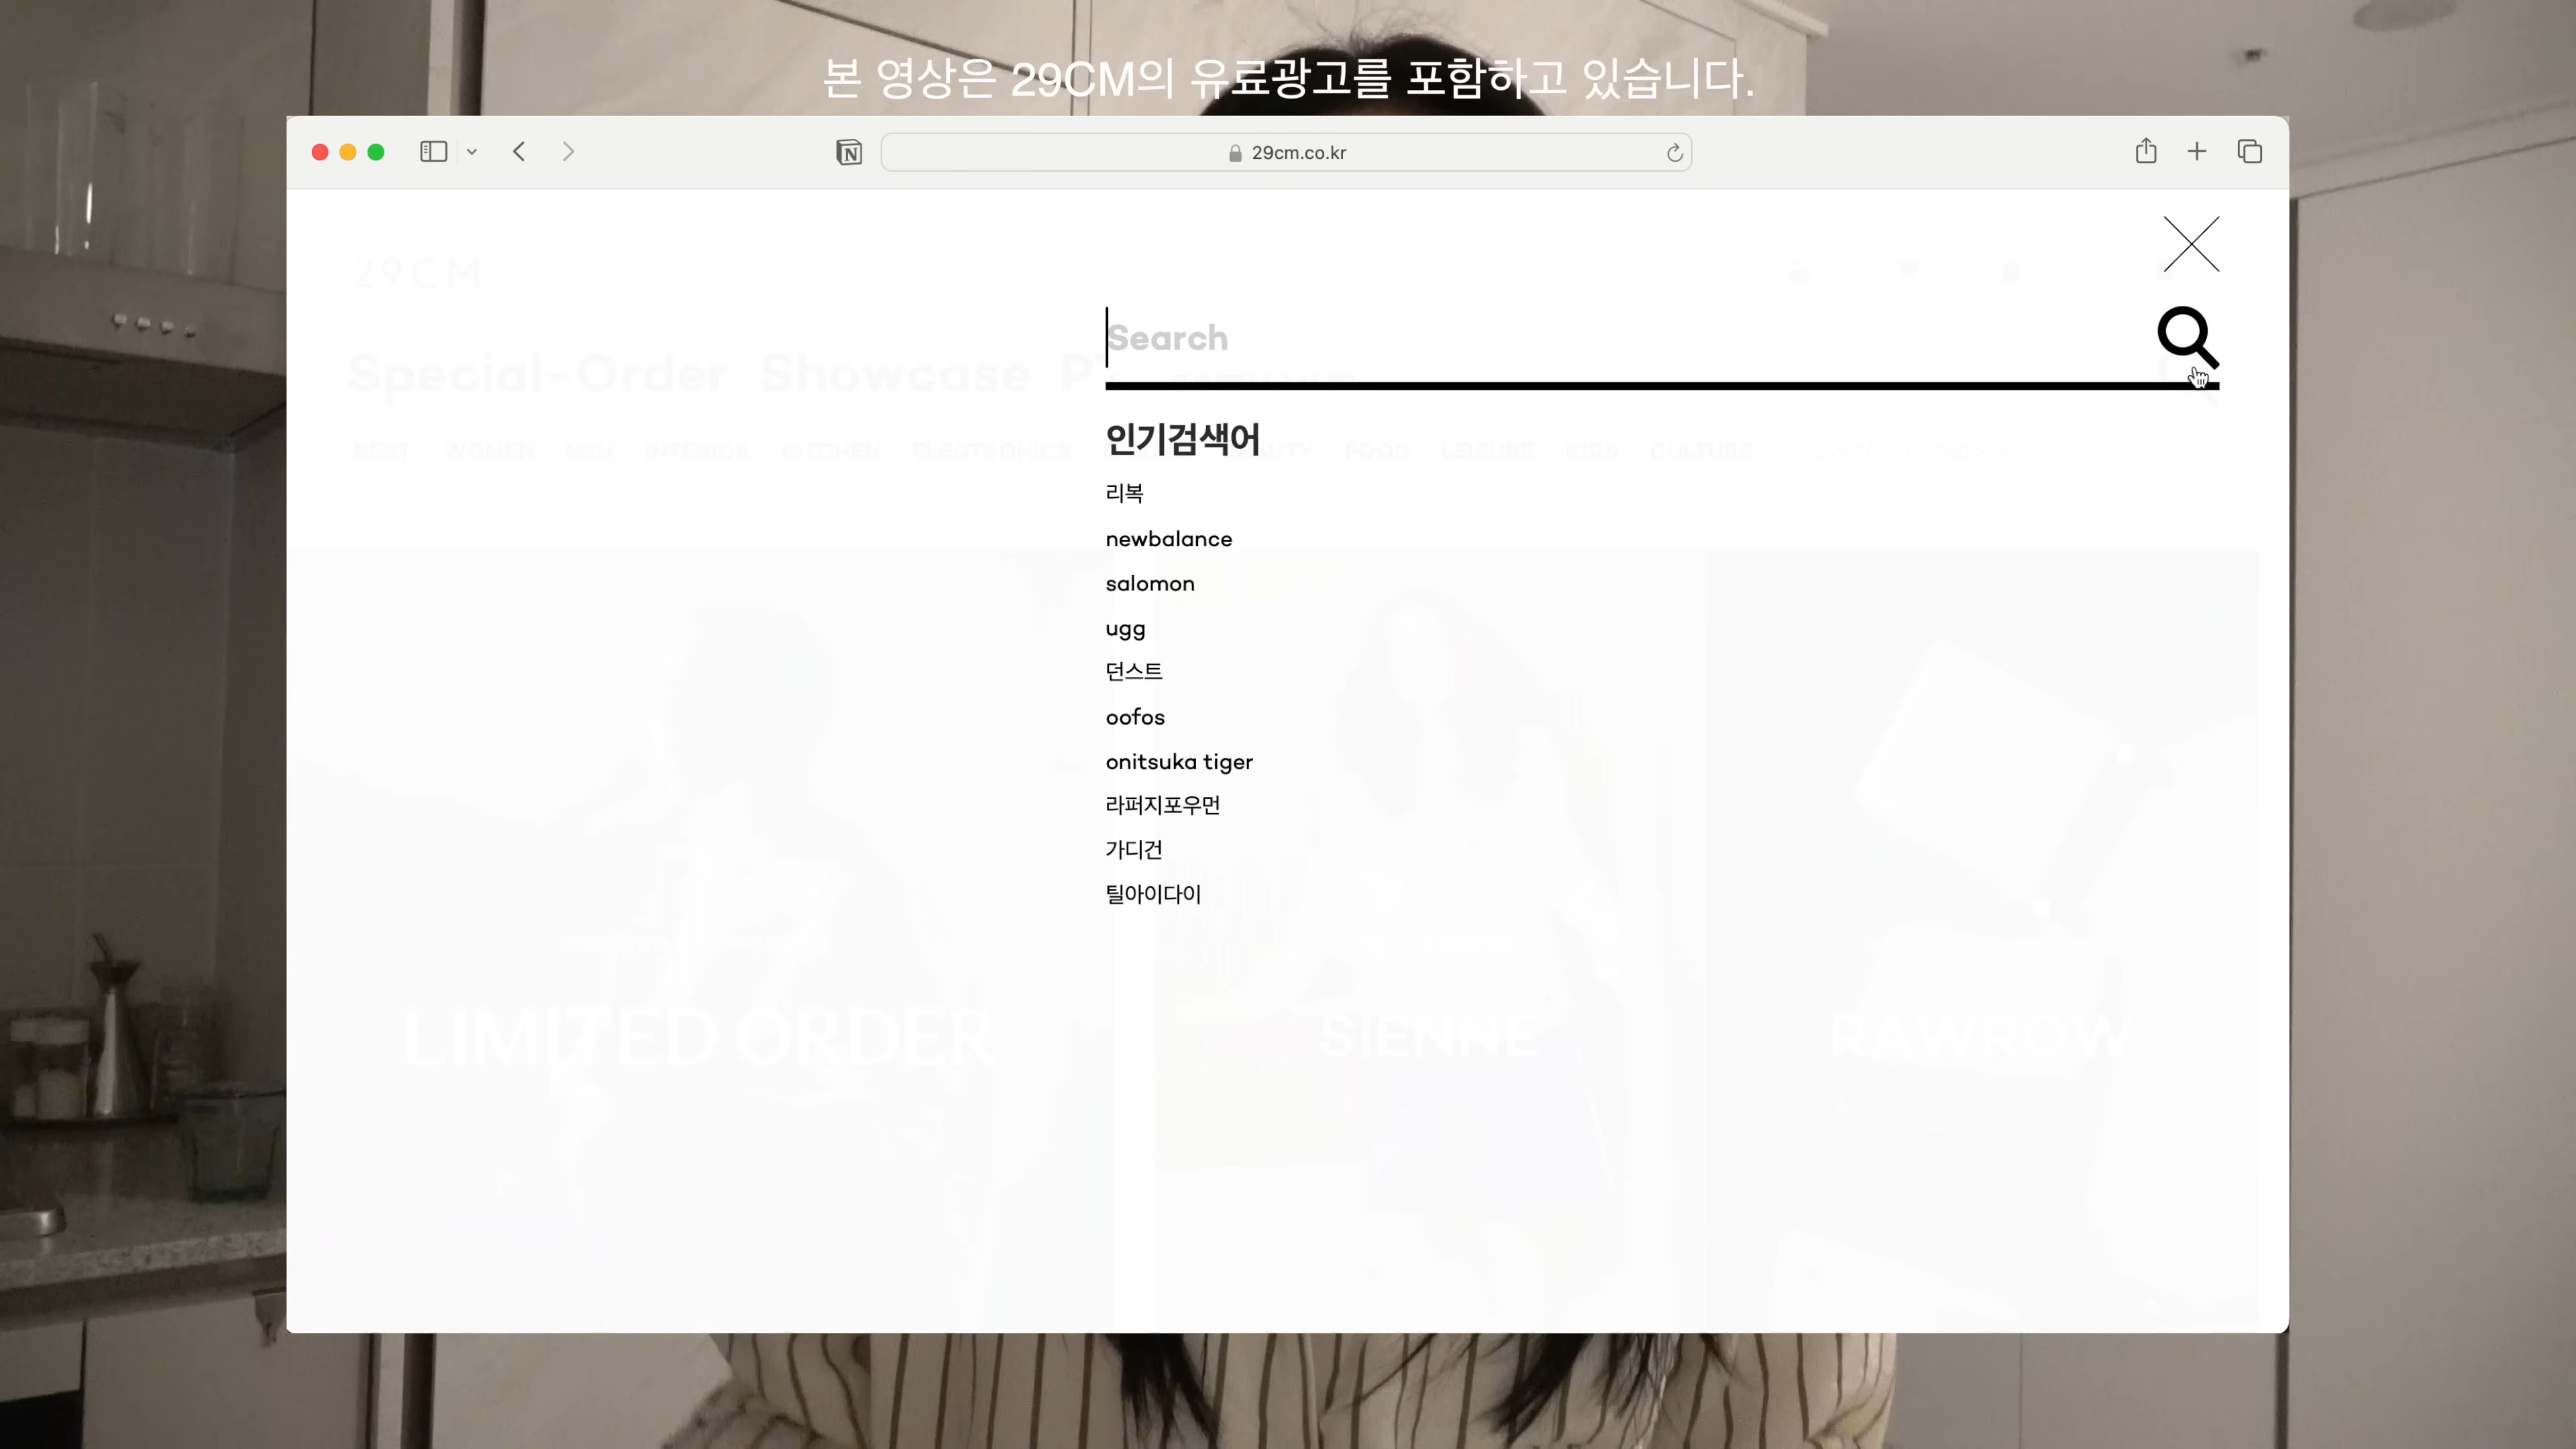 본 영상은 29CM의 유료광고를 포함하고 있습니다.
29cm.co.kr
29CM
Search
Special-Order Showcase
인기검색어
BEST WOMEN MEN INTERIOR KITCHEN ELECTRONICS FOOD LEISURE KIDS CULTURE
리복
newbalance
salomon
ugg
던스트
oofos
onitsuka tiger
라퍼지포우먼
가디건
틸아이다이
LIMITED ORDER
SIENNE
RAWROW